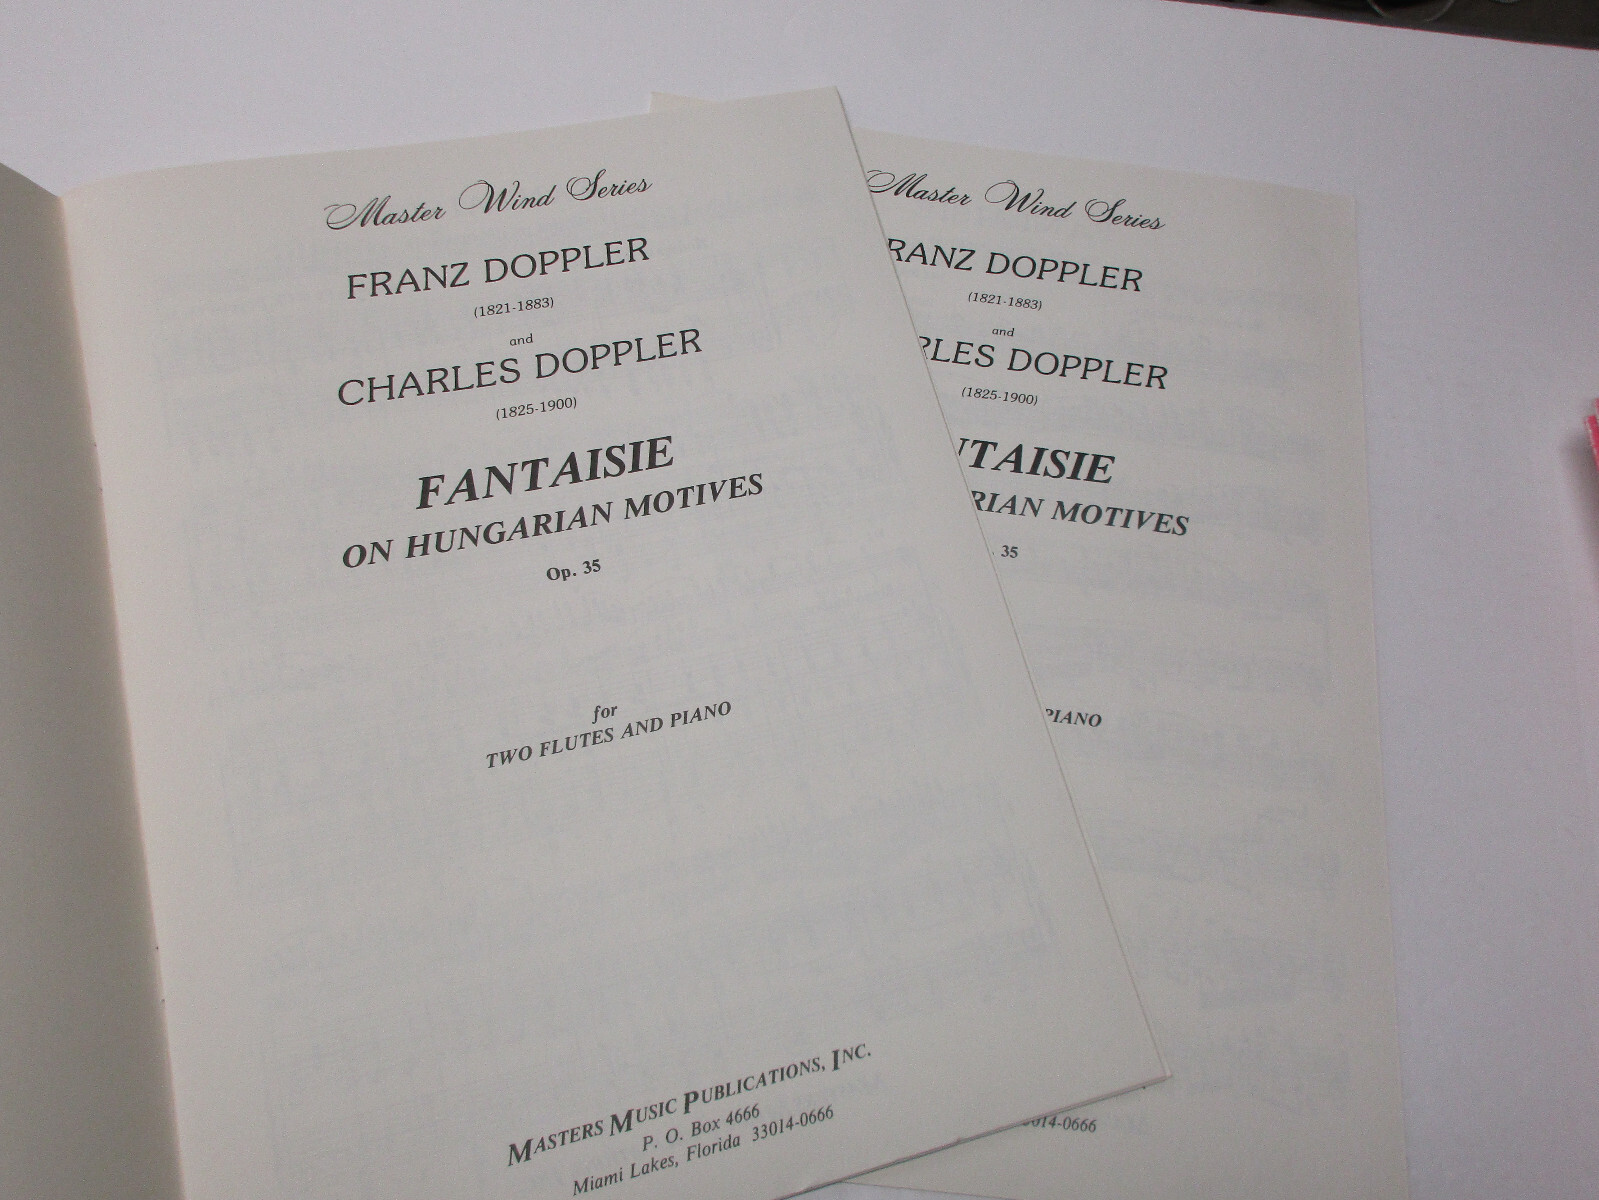 Master Wind Series
FRANZ DOPPLER
(1821-1883)
and
CHARLES DOPPLER
(1825-1900)
FANTAISIE
ON HUNGARIAN MOTIVES
Op. 35
for
TWO FLUTES AND PIANO
MASTERS MUSIC PUBLICATIONS, INC.
P. O. Box 4666
Miami Lakes, Florida 33014-0666
Master Wind Series
RANZ DOPPLER
(1821-1883)
and
RLES DOPPLER
(1825-1900)
NTAISIE
RIAN MOTIVES
. 35
PIANO
014-0666